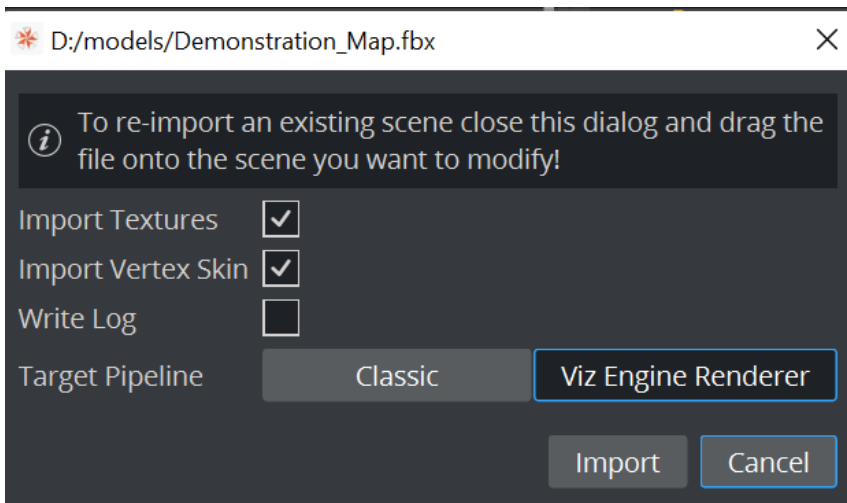 D:/models/Demonstration_Map.fbx
To re-import an existing scene close this dialog and drag the
file onto the scene you want to modify!
Import Textures
Import Vertex Skin
Write Log
Target Pipeline Classic Viz Engine Renderer
Import Cancel